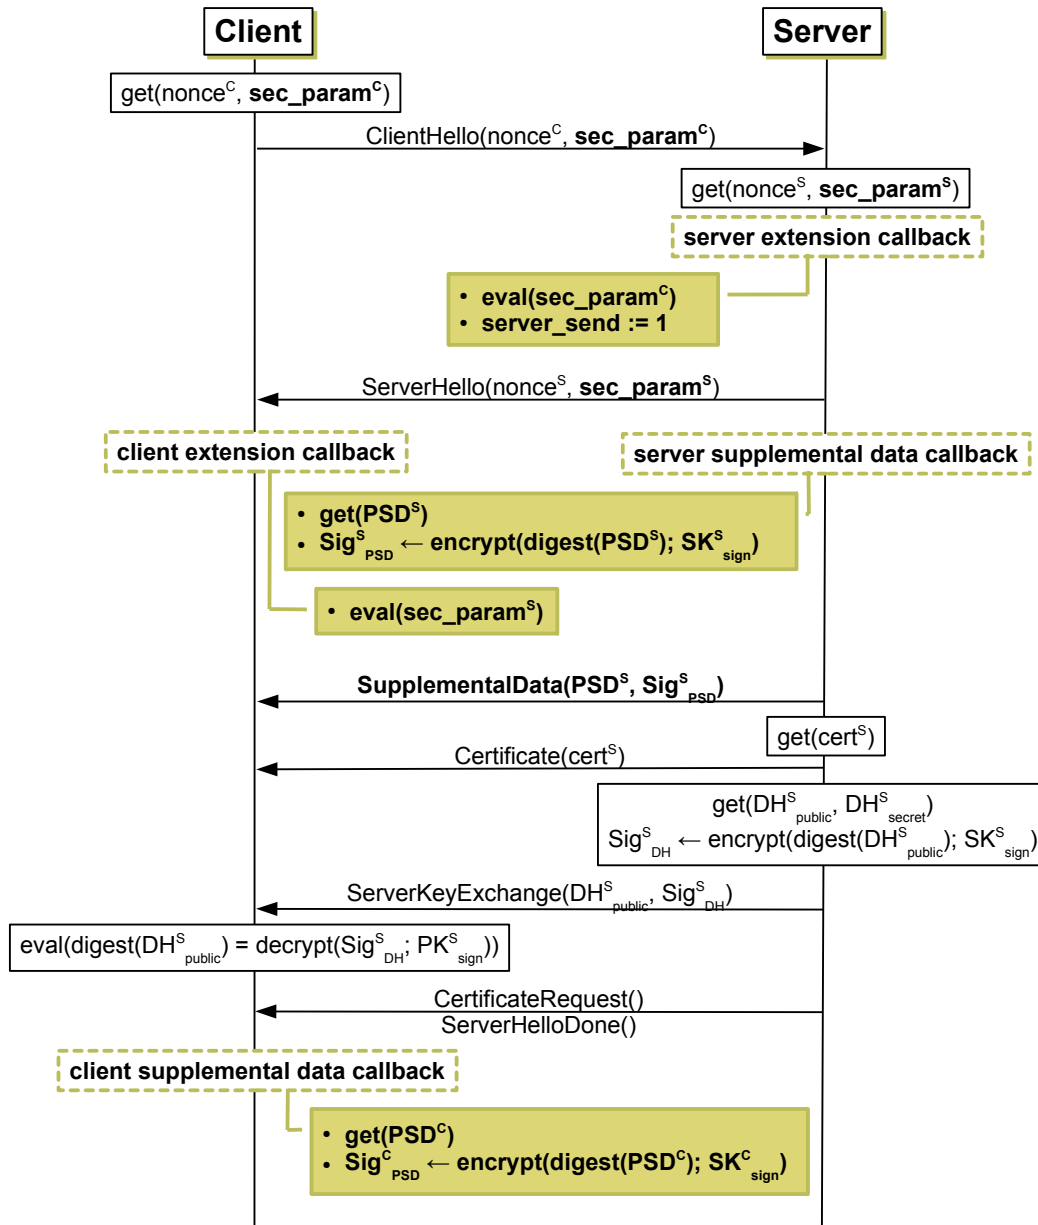 Client
Server
get(nonce^C, sec_param^C)
ClientHello(nonce^C, sec_param^C)
get(nonce^S, sec_param^S)
server extension callback
• eval(sec_param^C)
• server_send := 1
ServerHello(nonce^S, sec_param^S)
client extension callback
server supplemental data callback
• get(PSD^S)
• Sig^S_PSD ← encrypt(digest(PSD^S); SK^S_sign)
• eval(sec_param^S)
SupplementalData(PSD^S, Sig^S_PSD)
get(cert^S)
Certificate(cert^S)
get(DH^S_public, DH^S_secret)
Sig^S_DH ← encrypt(digest(DH^S_public); SK^S_sign)
ServerKeyExchange(DH^S_public, Sig^S_DH)
eval(digest(DH^S_public) = decrypt(Sig^S_DH; PK^S_sign))
CertificateRequest()
ServerHelloDone()
client supplemental data callback
• get(PSD^C)
• Sig^C_PSD ← encrypt(digest(PSD^C); SK^C_sign)